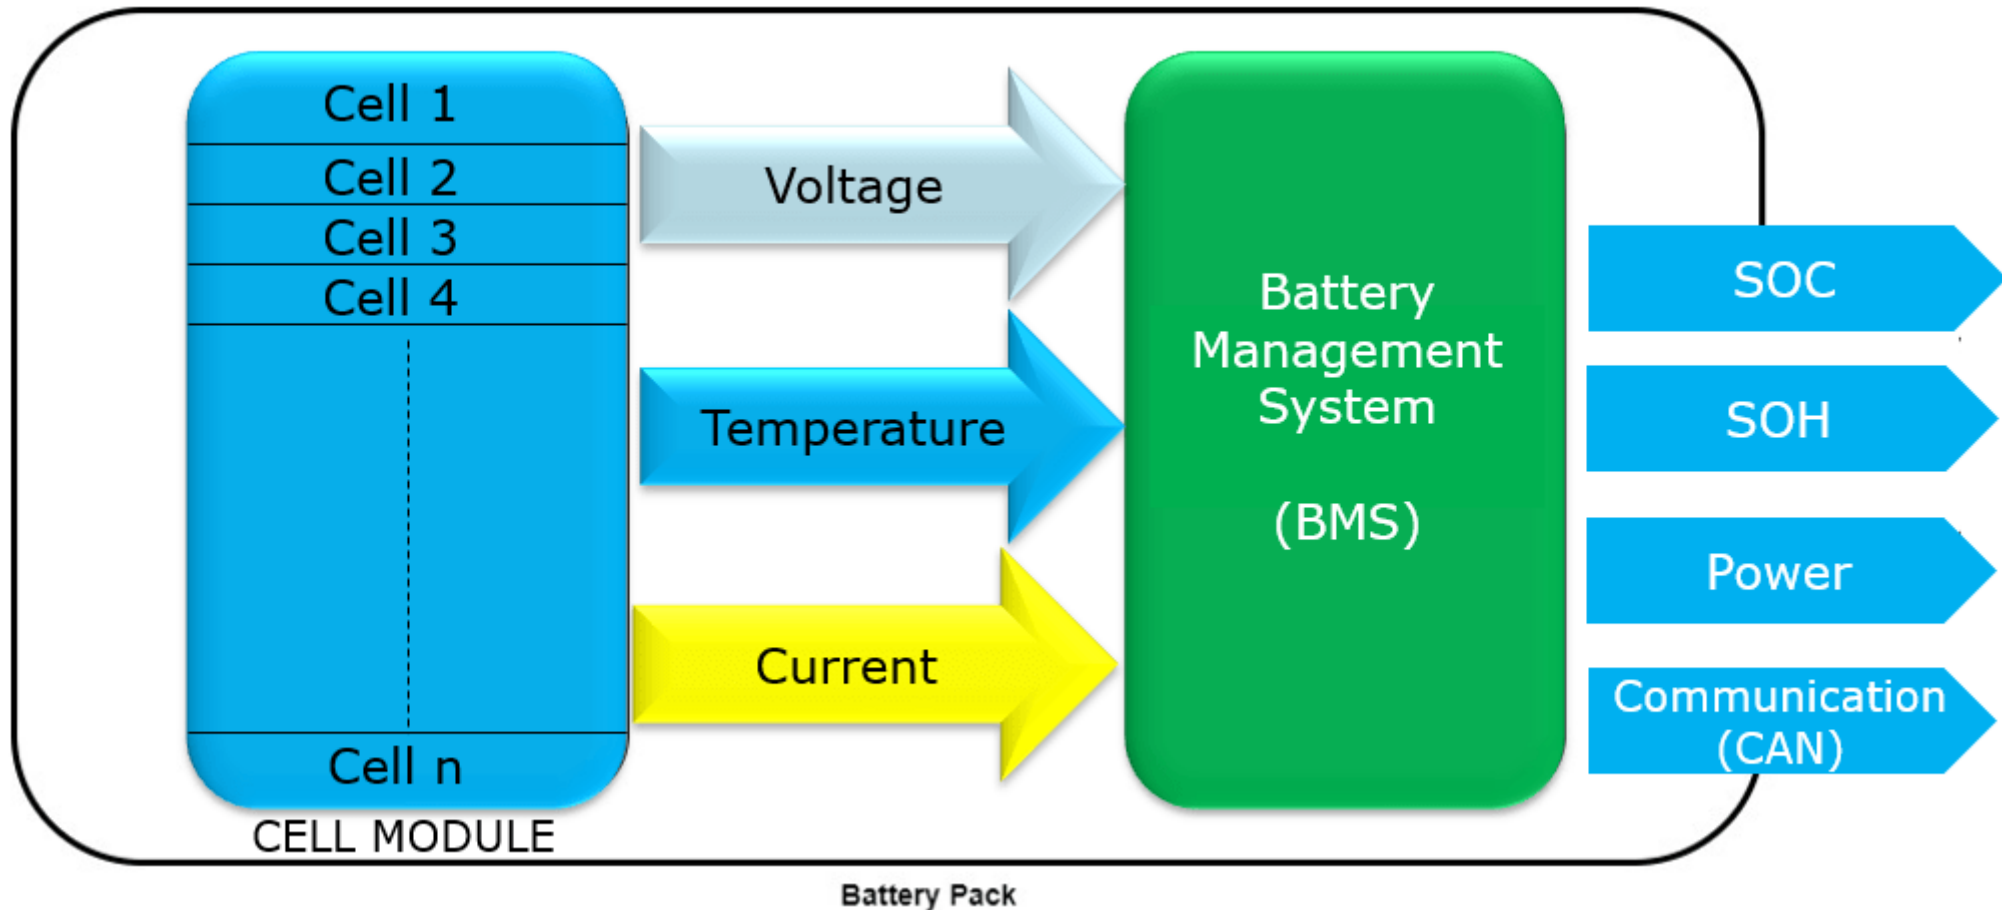 Cell 1
Cell 2
Cell 3
Cell 4
Cell n
CELL MODULE
Voltage
Temperature
Current
Battery
Management
System
(BMS)
SOC
SOH
Power
Communication
(CAN)
Battery Pack